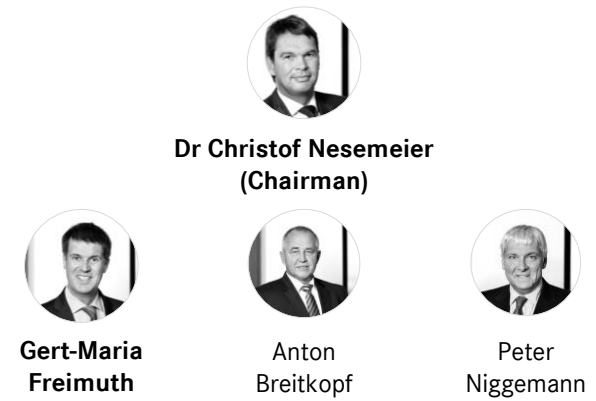 Dr Christof Nesemeier
(Chairman)
Gert-Maria
Freimuth
Anton
Breitkopf
Peter
Niggemann